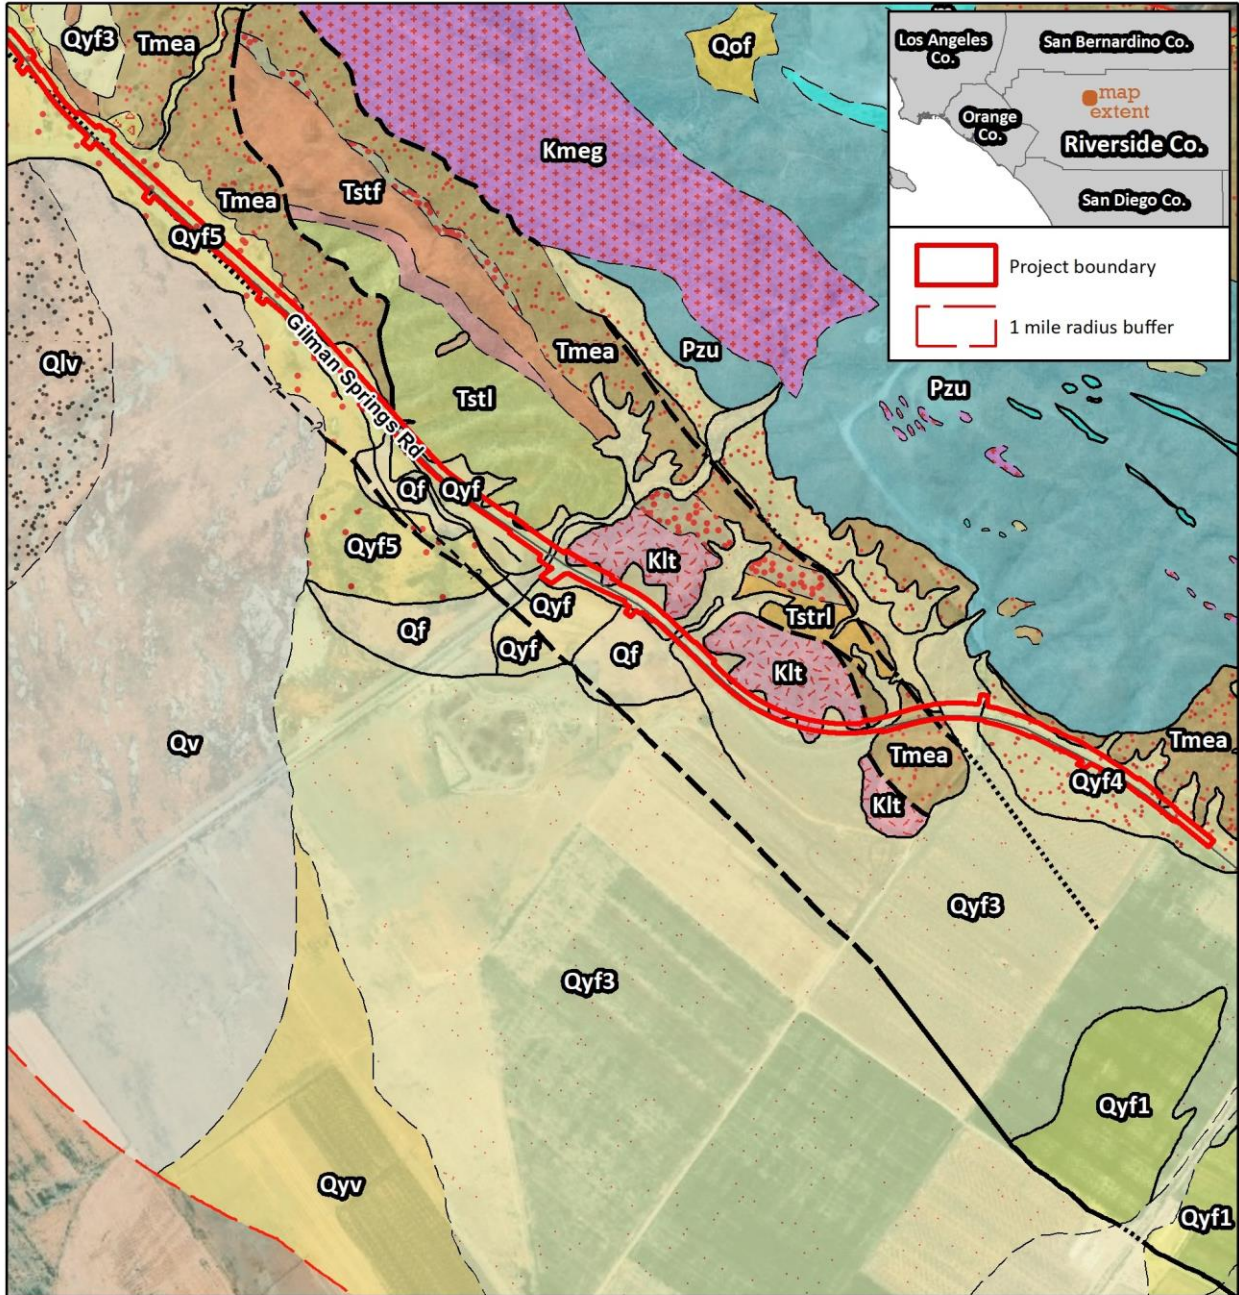 Qyf3
Tmea
Qof
m
Los Angeles
Co.
San Bernardino Co.
map
extent
Orange
Co.
Riverside Co.
San Diego Co.
Project boundary
1 mile radius buffer
Kmeg
Tmea
Tstf
Qyf5
Gilman Springs Rd
?
Tmea
Pzu
Pzu
Qlv
Tstl
?
Qf
Qyf
Qyf5
Klt
Qyf
Tstrl
Qf
Qyf
Qf
Klt
Qv
Tmea
Tmea
Qyf4
Klt
Qyf3
Qyf3
Qyf1
Qyv
Qyf1